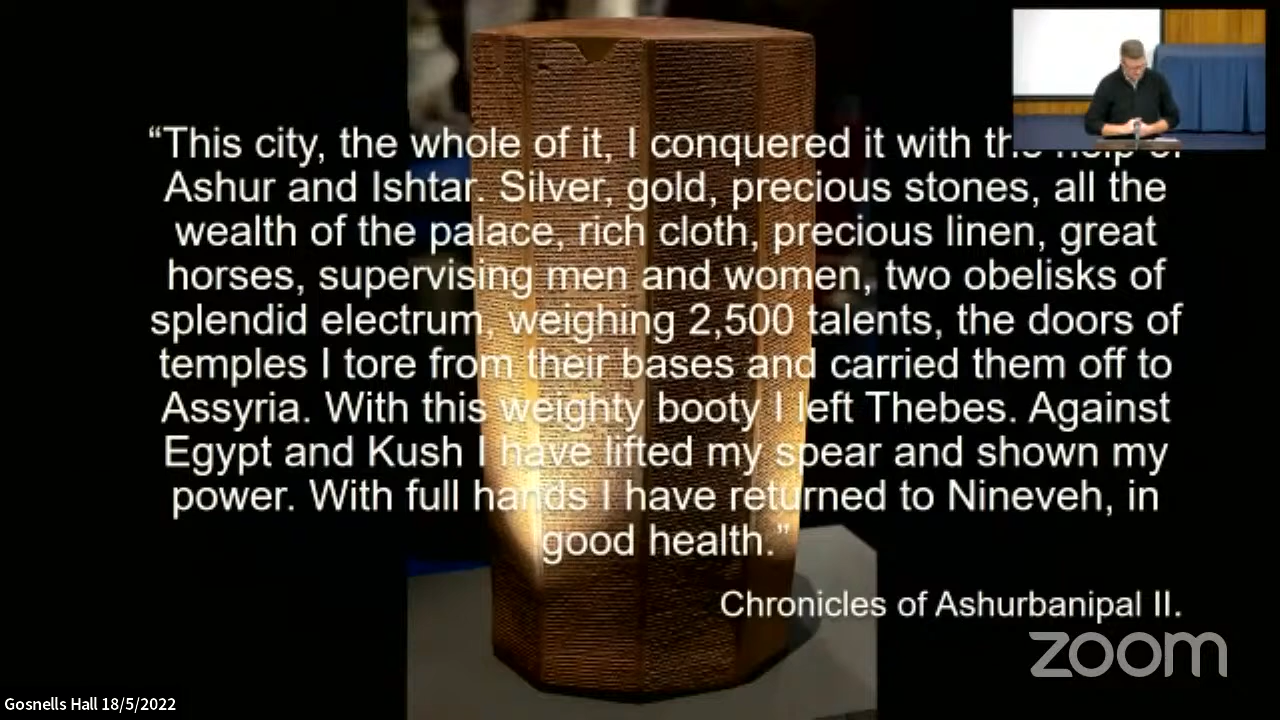 “This city, the whole of it, I conquered it with the help of
Ashur and Ishtar. Silver, gold, precious stones, all the
wealth of the palace, rich cloth, precious linen, great
horses, supervising men and women, two obelisks of
splendid electrum, weighing 2,500 talents, the doors of
temples I tore from their bases and carried them off to
Assyria. With this weighty booty I left Thebes. Against
Egypt and Kush I have lifted my spear and shown my
power. With full hands I have returned to Nineveh, in
good health.”
Chronicles of Ashurbanipal II.
zoom
Gosnells Hall 18/5/2022